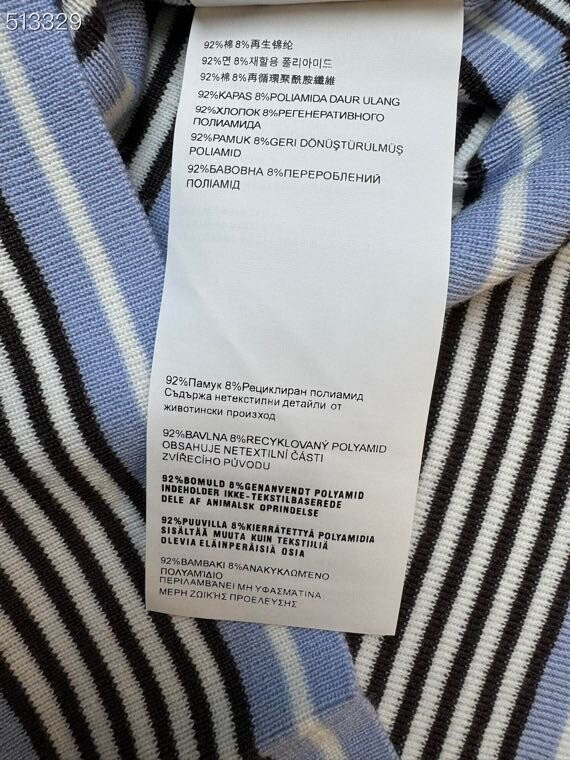 513329
92%棉 8%再生锦纶
92%면 8%재활용 폴리아미드
92%棉 8%再循環聚酰胺纖維
92%KAPAS 8%POLIAMIDA DAUR ULANG
92%ХЛОПОК 8%РЕГЕНЕРАТИВНОГО
ПОЛИАМИДА
92%PAMUK 8%GERI DÖNÜŞTÜRÜLMÜŞ
POLIAMID
92%БАВОВНА 8%ПЕРЕРОБЛЕНИЙ
ПОЛІАМІД
92%Памук 8%Рециклиран полиамид
Съдържа нетекстилни детайли от
животински произход
92%BAVLNA 8%RECYKLOVANÝ POLYAMID
OBSAHUJE NETEXTILNÍ ČÁSTI
ZVÍŘECÍHO PŮVODU
92%BOMULD 8%GENANVENDT POLYAMID
INDEHOLDER IKKE-TEKSTILBASEREDE
DELE AF ANIMALSK OPRINDELSE
92%PUUVILLA 8%KIERRÄTETTYÄ POLYAMIDIA
SISÄLTÄÄ MUUTA KUIN TEKSTIILIÄ
OLEVIA ELÄINPERÄISIÄ OSIA
92%ΒΑΜΒΑΚΙ 8%ΑΝΑΚΥΚΛΩΜΈΝΟ
ΠΟΛΥΑΜΊΔΙΟ
ΠΕΡΙΛΑΜΒΆΝΕΙ ΜΗ ΥΦΑΣΜΆΤΙΝΑ
ΜΕΡΗ ΖΩΙΚΉΣ ΠΡΟΕΛΕΥΣΗΣ